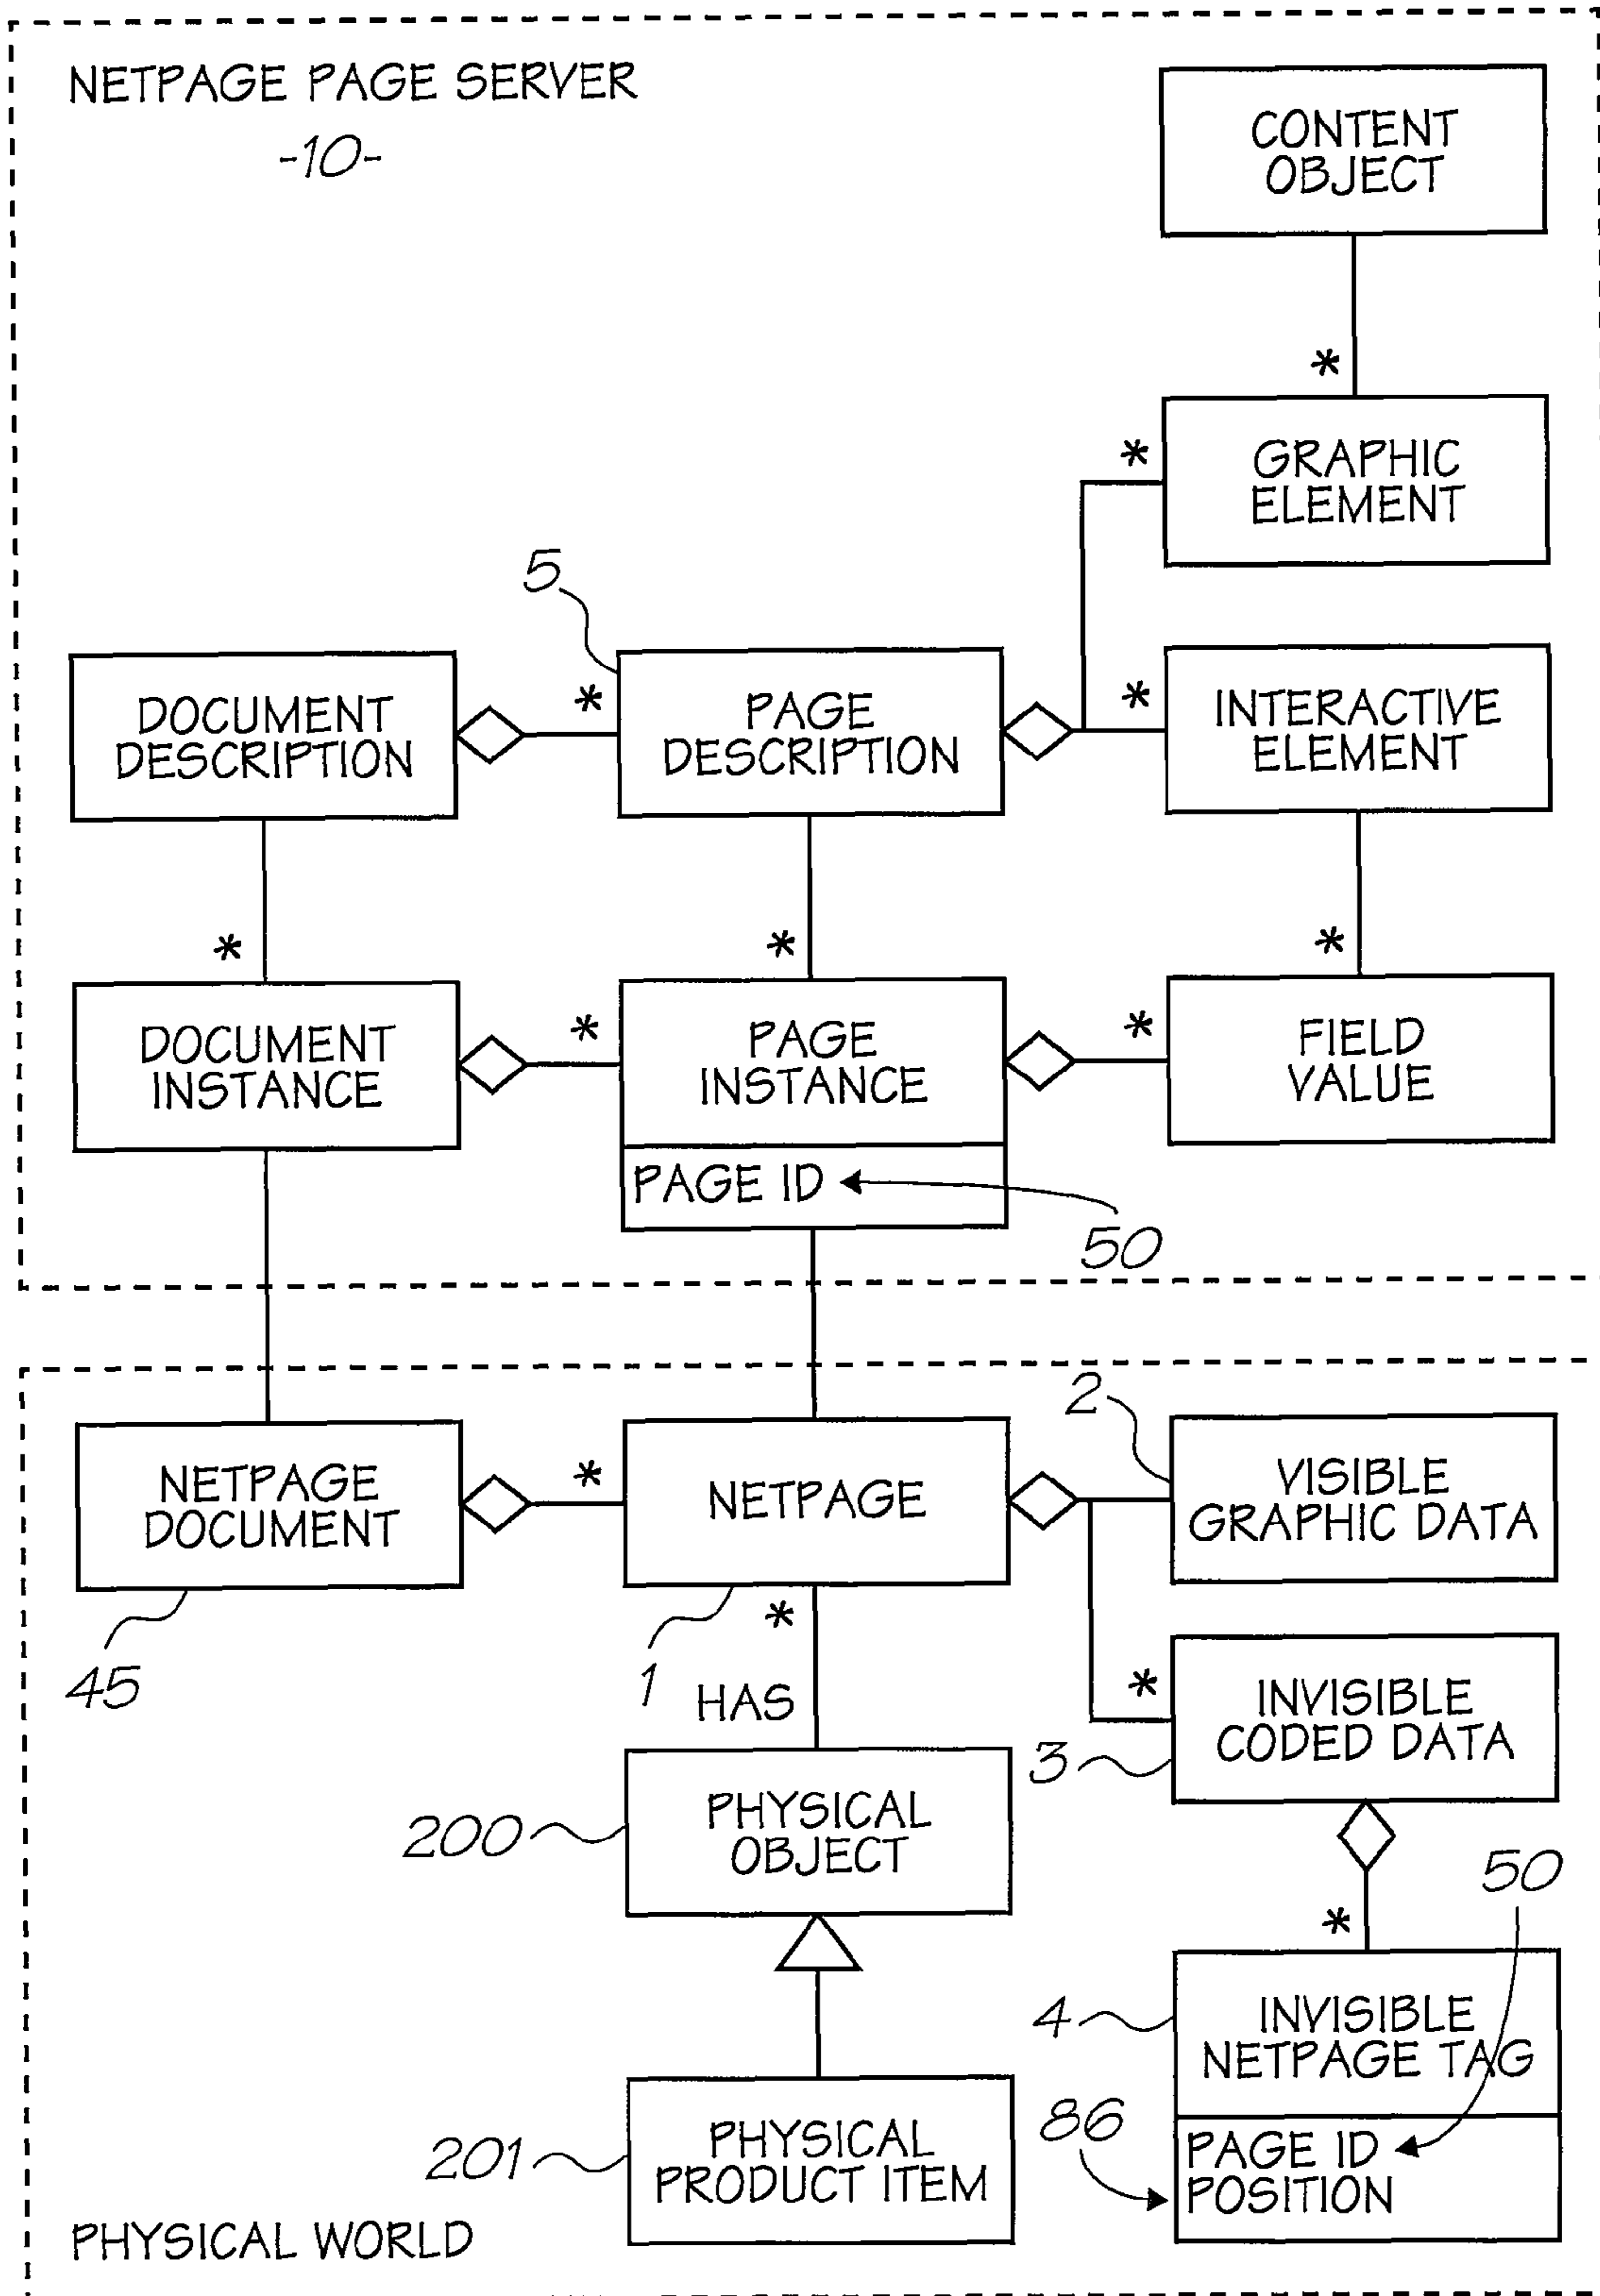 NETPAGE PAGE SERVER
-10-
CONTENT
OBJECT
*
GRAPHIC
ELEMENT
*
5
DOCUMENT
DESCRIPTION
*
PAGE
DESCRIPTION
*
INTERACTIVE
ELEMENT
*
*
*
DOCUMENT
INSTANCE
*
PAGE
INSTANCE
PAGE ID
50
*
FIELD
VALUE
NETPAGE
DOCUMENT
45
*
NETPAGE
1
*
HAS
2
VISIBLE
GRAPHIC DATA
*
3
INVISIBLE
CODED DATA
200
PHYSICAL
OBJECT
*
50
4
INVISIBLE
NETPAGE TAG
86
PAGE ID
POSITION
201
PHYSICAL
PRODUCT ITEM
PHYSICAL WORLD